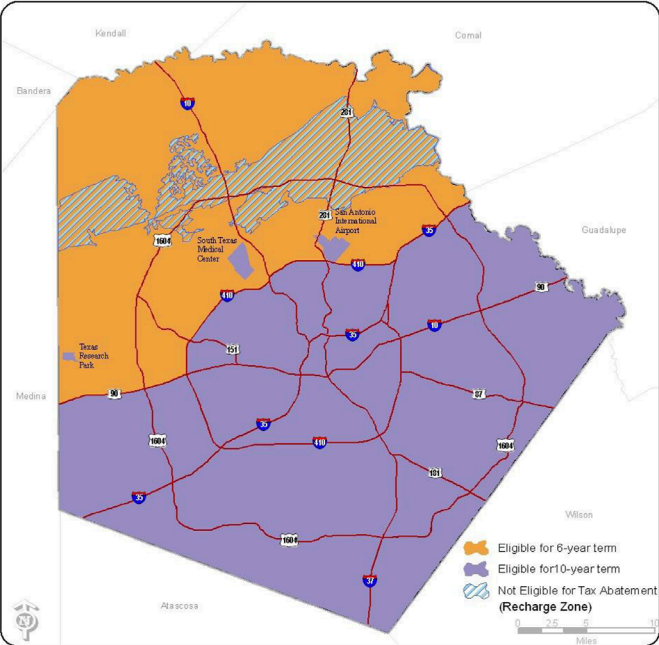 Kendall
Comal
Bandera
10
281
281
San Antonio
International
Airport
35
Guadalupe
1604
South Texas
Medical
Center
410
90
410
10
35
151
Texas
Research
Park
Medina
90
87
35
1604
410
1604
181
35
Wilson
1604
Eligible for 6-year term
Eligible for10-year term
37
Not Eligible for Tax Abatement
(Recharge Zone)
Atascosa
N
0 2.5 5 10
Miles